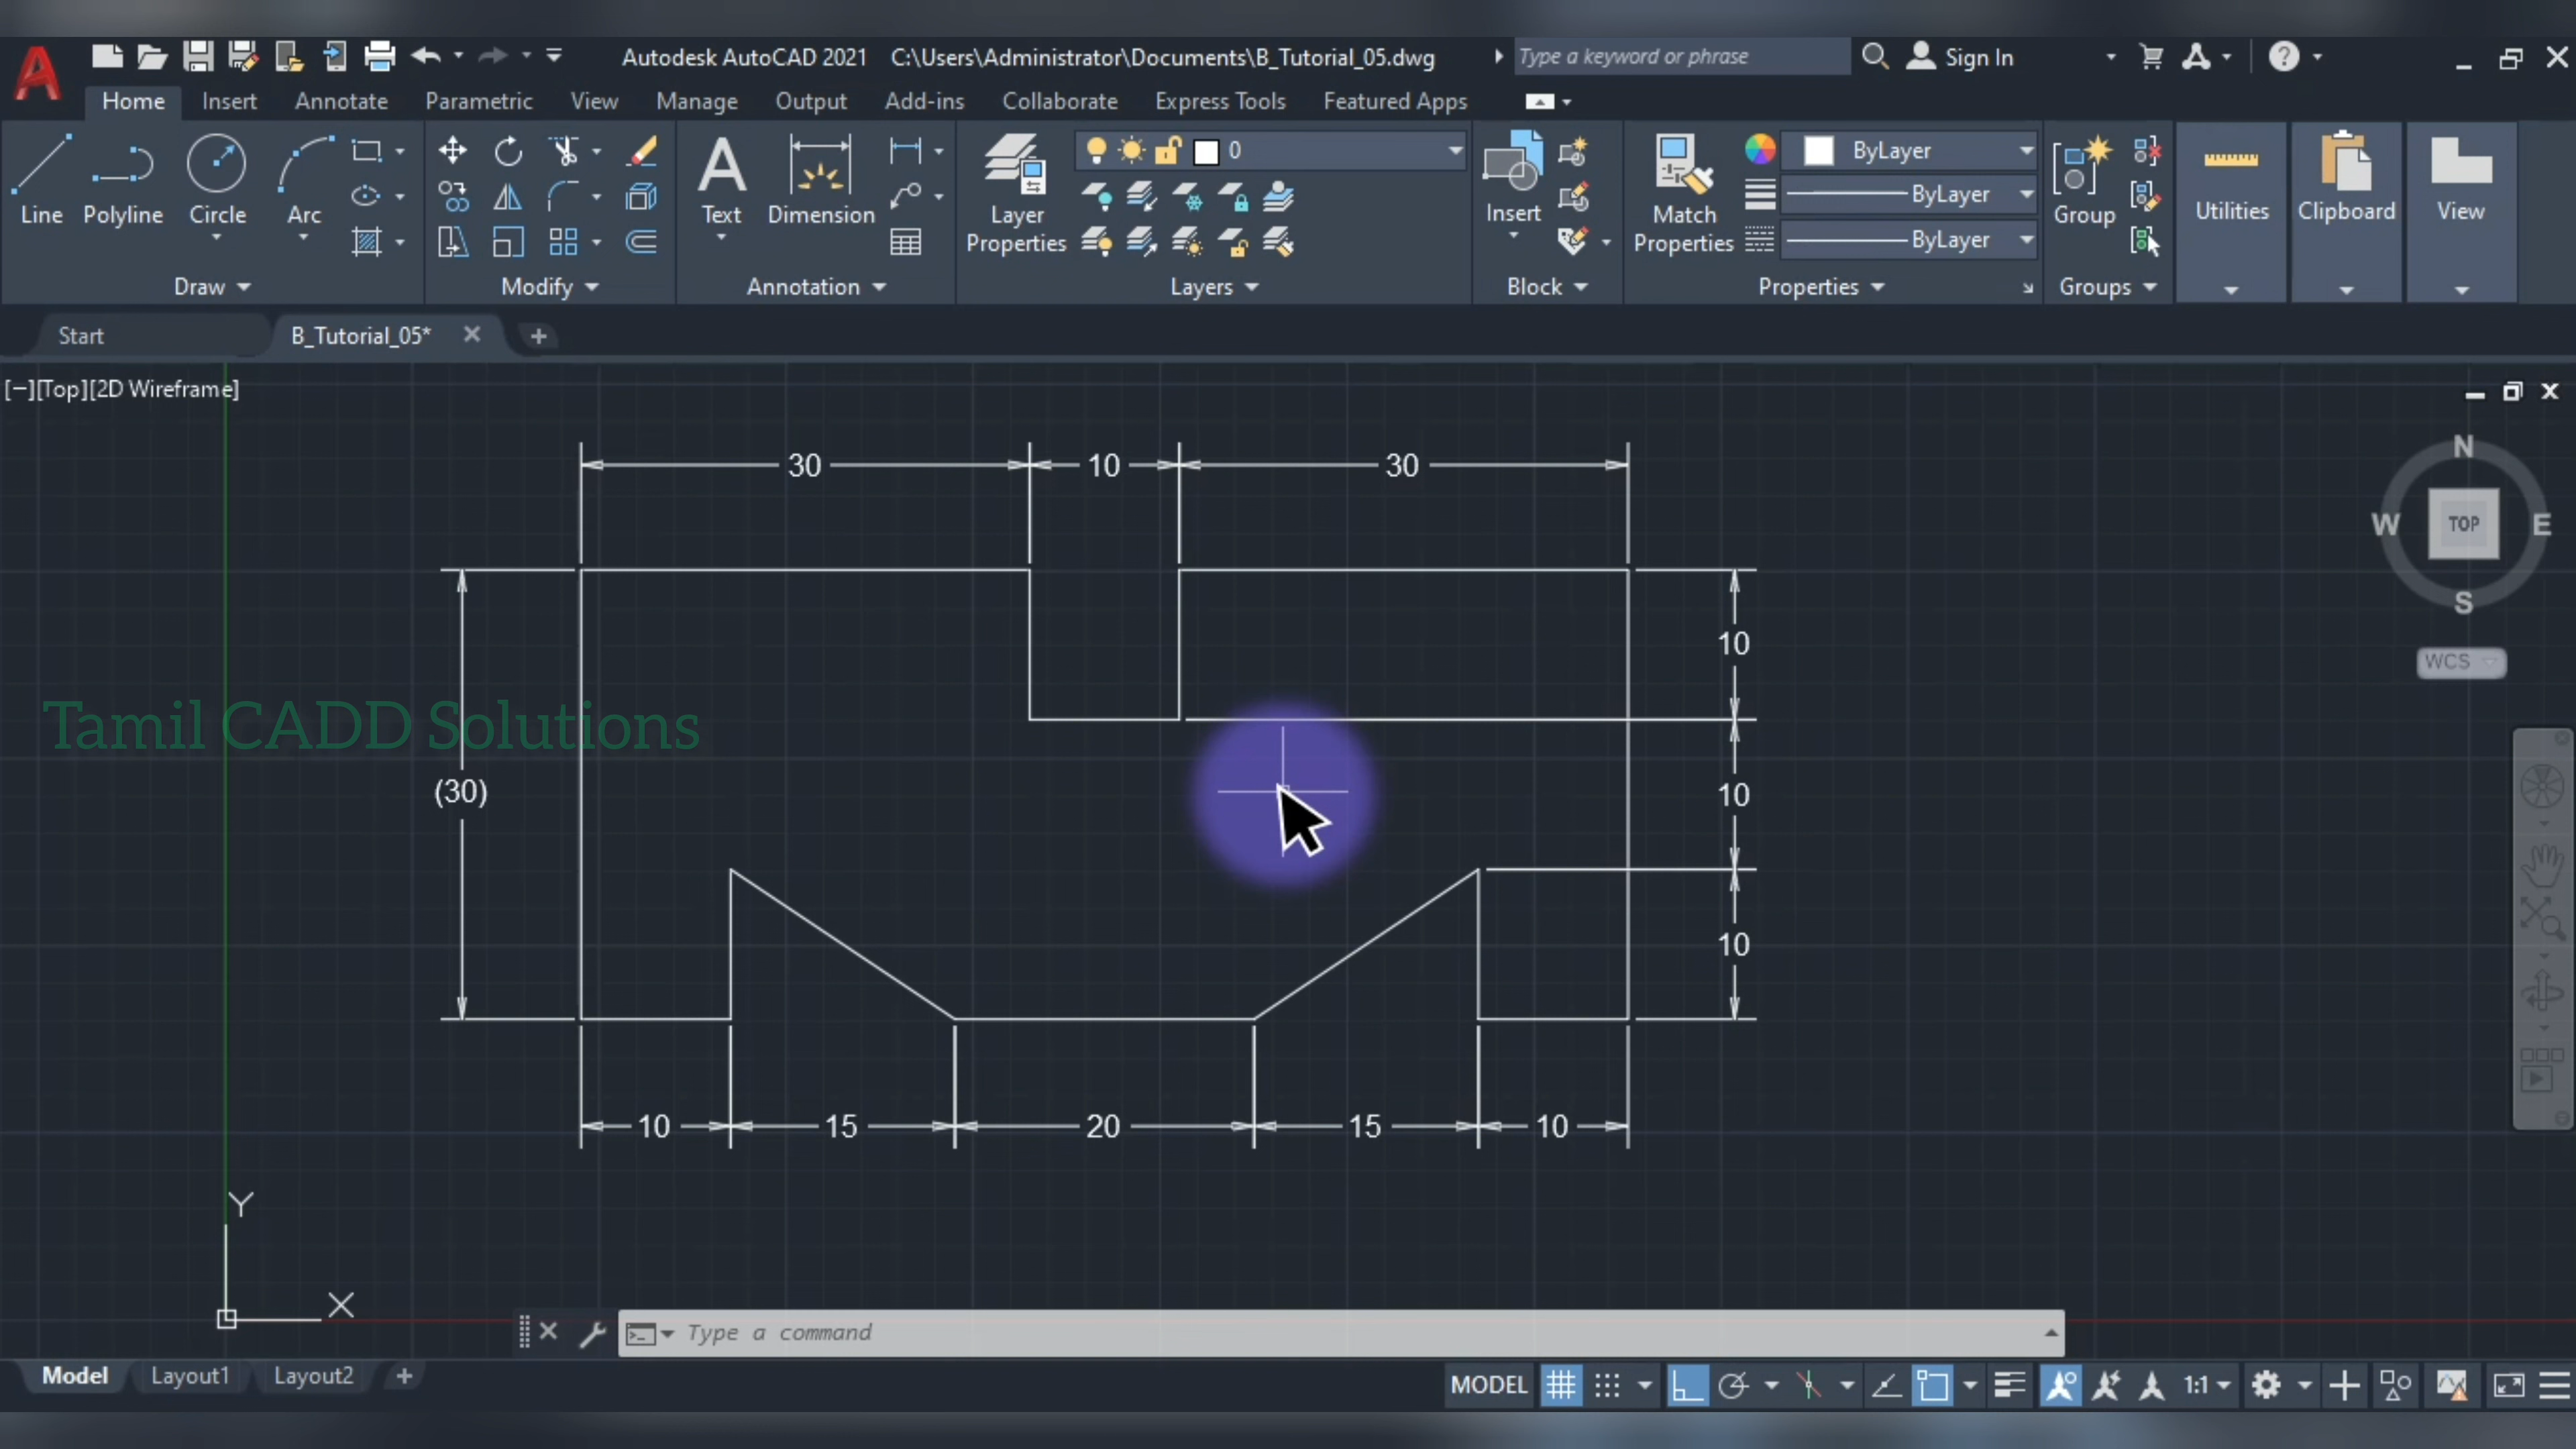 Autodesk AutoCAD 2021 C:\Users\Administrator\Documents\B_Tutorial_05.dwg Type a keyword or phrase Sign In
Home Insert Annotate Parametric View Manage Output Add-ins Collaborate Express Tools Featured Apps
Line Polyline Circle Arc
Text Dimension
Layer Properties
0
Insert
Match Properties
ByLayer
ByLayer
ByLayer
Group
Utilities
Clipboard
View
Draw Modify Annotation Layers Block Properties Groups
Start B_Tutorial_05*
[−][Top][2D Wireframe]
N
W TOP E
S
WCS
30 10 30
10
Tamil CADD Solutions
(30)
10
10
10 15 20 15 10
Y
X
Type a command
Model Layout1 Layout2
MODEL 1:1